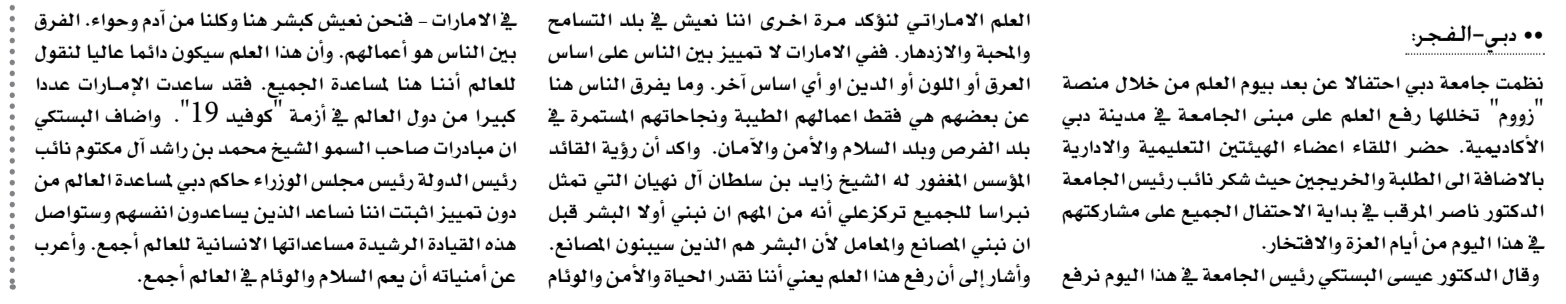 •• دبي-الفجر:
نظمت جامعة دبي احتفالا عن بعد بيوم العلم من خلال منصة
"زووم" تخللها رفع العلم على مبنى الجامعة في مدينة دبي
الأكاديمية. حضر اللقاء اعضاء الهيئتين التعليمية والادارية
بالاضافة الى الطلبة والخريجين حيث شكر نائب رئيس الجامعة
الدكتور ناصر المرقب في بداية الاحتفال الجميع على مشاركتهم
في هذا اليوم من أيام العزة والافتخار.
وقال الدكتور عيسى البستكي رئيس الجامعة في هذا اليوم نرفع
العلم الاماراتي لنؤكد مرة اخرى اننا نعيش في بلد التسامح
والمحبة والازدهار. ففي الامارات لا تمييز بين الناس على اساس
العرق أو اللون أو الدين او أي اساس آخر. وما يفرق الناس هنا
عن بعضهم هي فقط اعمالهم الطيبة ونجاحاتهم المستمرة في
بلد الفرص وبلد السلام والأمن والآمان. واكد أن رؤية القائد
المؤسس المغفور له الشيخ زايد بن سلطان آل نهيان التي تمثل
نبراسا للجميع تركزعلي أنه من المهم ان نبني أولا البشر قبل
ان نبني المصانع والمعامل لأن البشر هم الذين سيبنون المصانع.
وأشار إلى أن رفع هذا العلم يعني أننا نقدر الحياة والأمن والوئام
في الامارات - فنحن نعيش كبشر هنا وكلنا من آدم وحواء. الفرق
بين الناس هو أعمالهم. وأن هذا العلم سيكون دائما عاليا لنقول
للعالم أننا هنا لمساعدة الجميع. فقد ساعدت الإمارات عددا
كبيرا من دول العالم في أزمة "كوفيد 19". واضاف البستكي
ان مبادرات صاحب السمو الشيخ محمد بن راشد آل مكتوم نائب
رئيس الدولة رئيس مجلس الوزراء حاكم دبي لمساعدة العالم من
دون تمييز اثبتت اننا نساعد الذين يساعدون انفسهم وستواصل
هذه القيادة الرشيدة مساعداتها الانسانية للعالم أجمع. وأعرب
عن أمنياته أن يعم السلام والوئام في العالم أجمع.